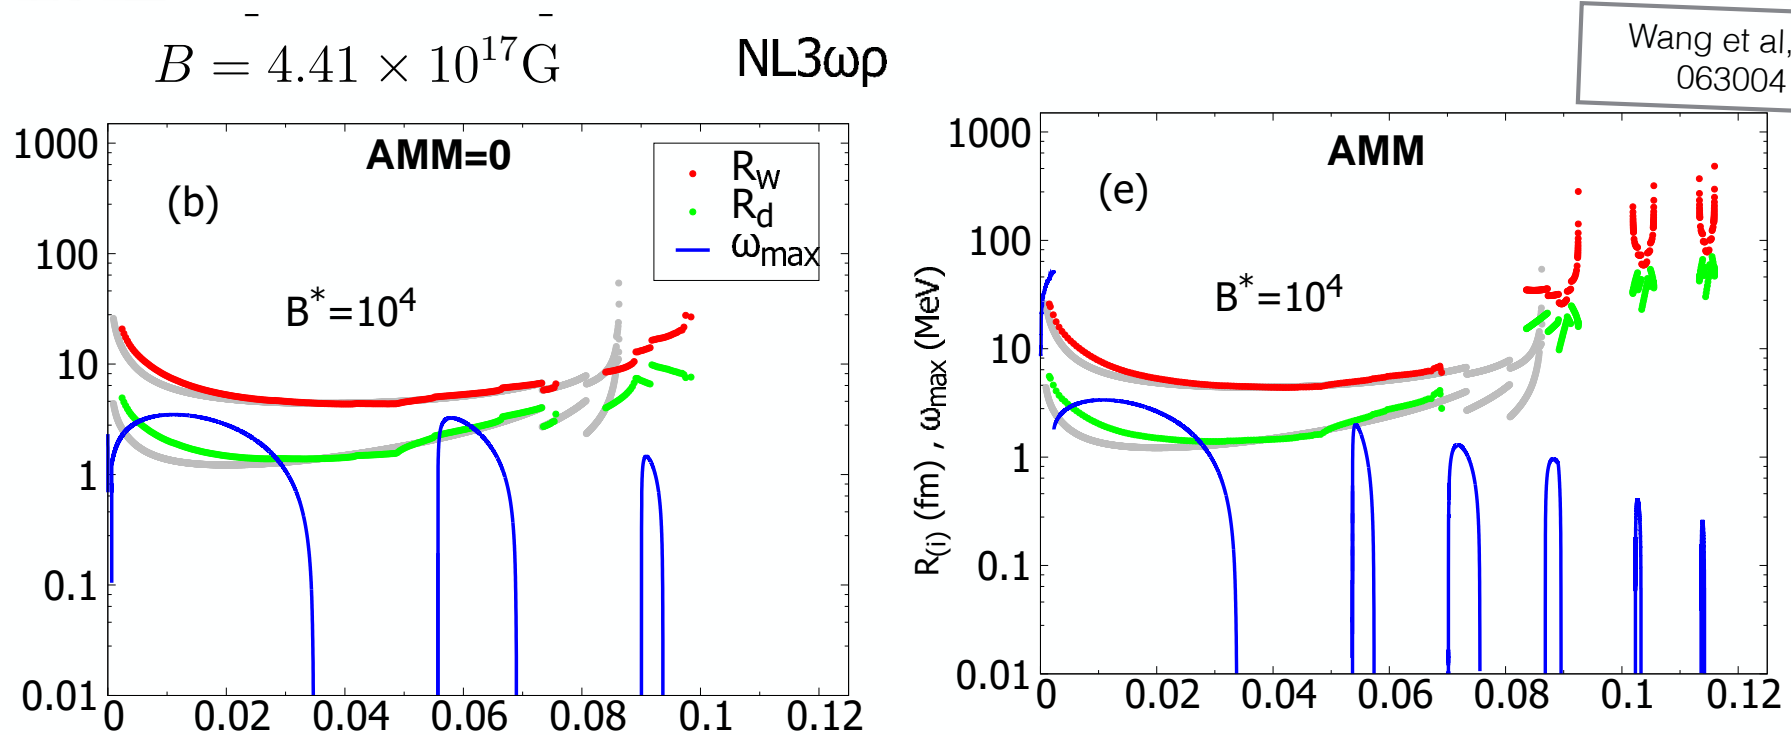 B = 4.41 × 10^17 G
NL3ωρ
Wang et al,
063004
AMM=0
(b)
R_w
R_d
ω_max
B*=10^4
1000
100
10
1
0.1
0.01
0 0.02 0.04 0.06 0.08 0.1 0.12
AMM
(e)
B*=10^4
R_(i) (fm) , ω_max (MeV)
1000
100
10
1
0.1
0.01
0 0.02 0.04 0.06 0.08 0.1 0.12